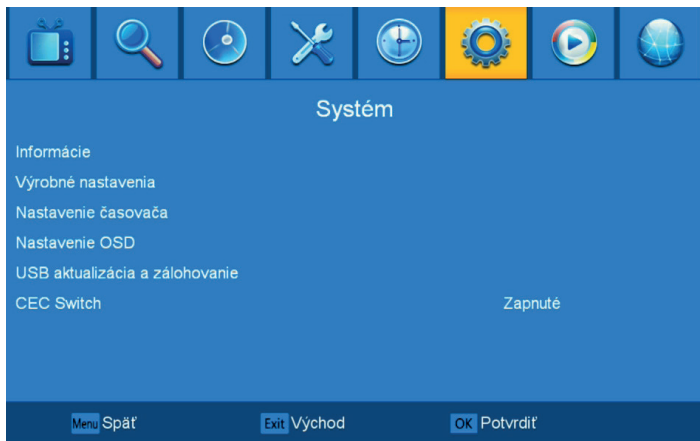 Systém
Informácie
Výrobné nastavenia
Nastavenie časovača
Nastavenie OSD
USB aktualizácia a zálohovanie
CEC Switch Zapnuté
Menu Späť Exit Východ OK Potvrdiť